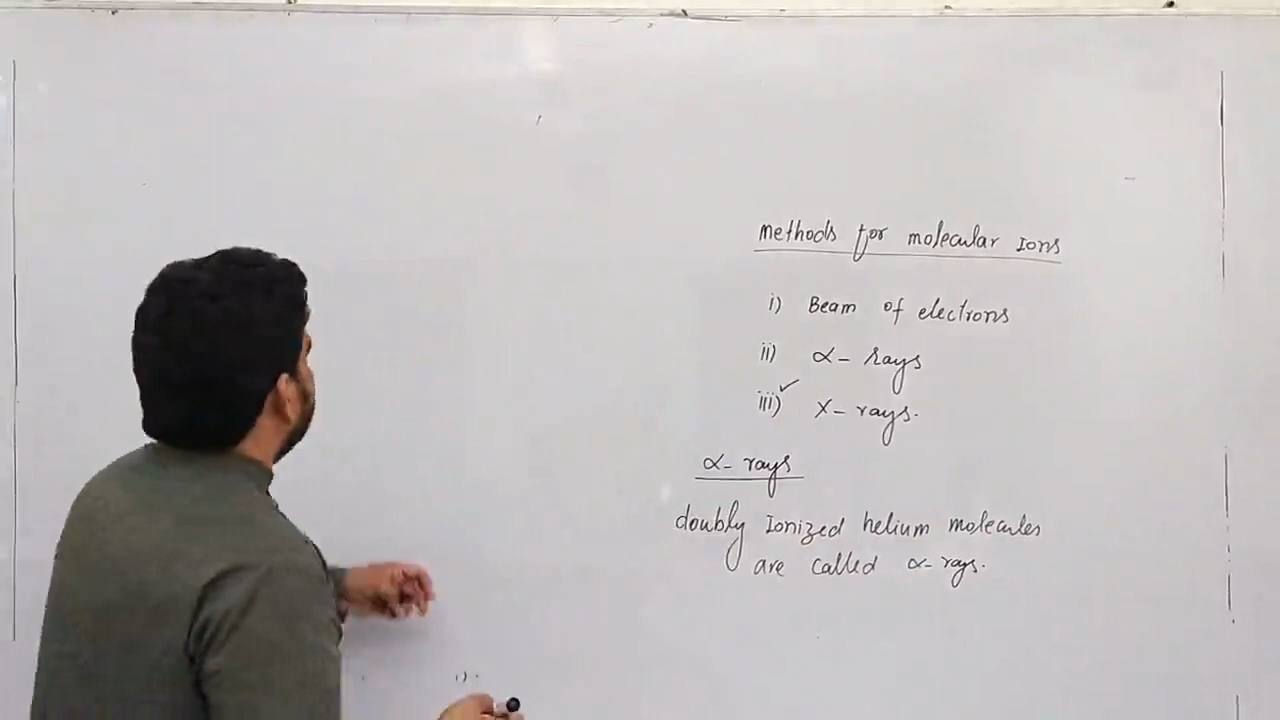 methods for molecular Ions
i) Beam of electrons
ii) α- rays
iii) ✓ X- rays.
α- rays
doubly Ionized helium molecules
are called α- rays.